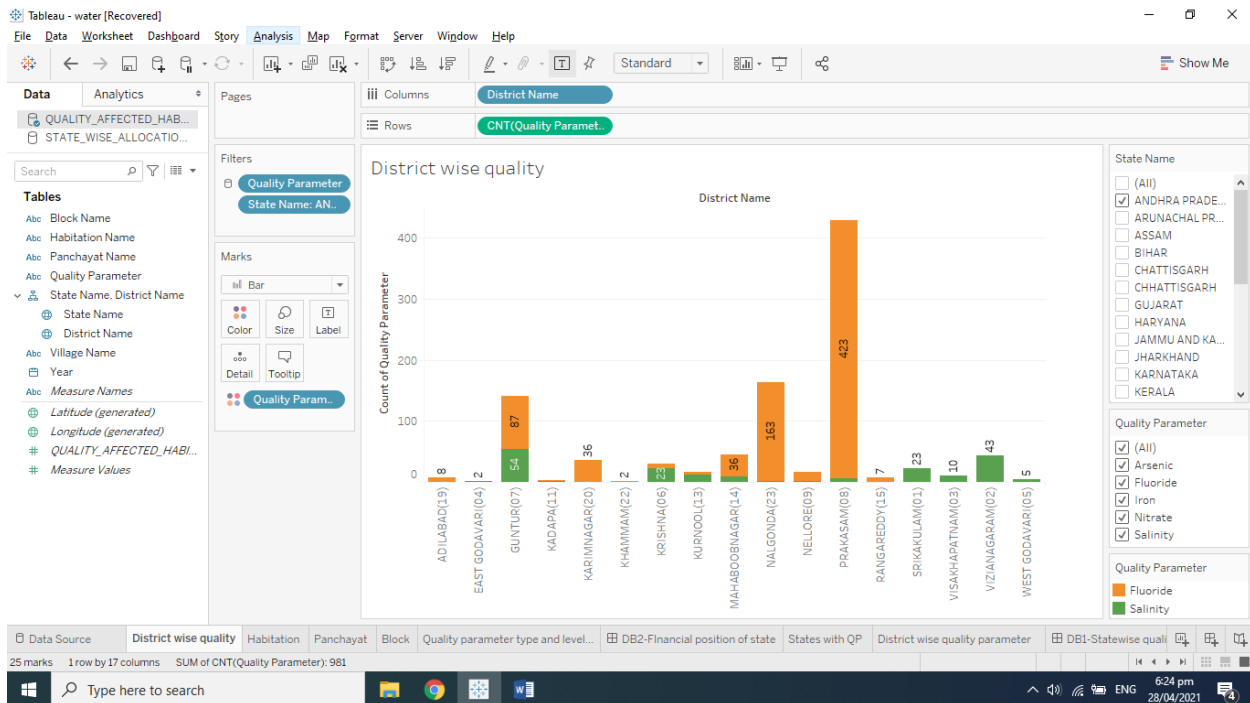 Tableau - water [Recovered]
File Data Worksheet Dashboard Story Analysis Map Format Server Window Help
Standard
Show Me
Data Analytics
QUALITY_AFFECTED_HAB...
STATE_WISE_ALLOCATIO...
Search
Tables
Abc Block Name
Abc Habitation Name
Abc Panchayat Name
Abc Quality Parameter
State Name, District Name
State Name
District Name
Abc Village Name
Year
Abc Measure Names
Latitude (generated)
Longitude (generated)
# QUALITY_AFFECTED_HABI...
# Measure Values
Pages
Filters
Quality Parameter
State Name: AN..
Marks
Bar
Color Size Label
Detail Tooltip
Quality Param..
Columns District Name
Rows CNT(Quality Paramet..
District wise quality
District Name
Count of Quality Parameter
400
300
200
100
0
8
2
87
54
36
2
23
36
163
423
7
23
10
43
5
ADILABAD(19)
EAST GODAVARI(04)
GUNTUR(07)
KADAPA(11)
KARIMNAGAR(20)
KHAMMAM(22)
KRISHNA(06)
KURNOOL(13)
MAHABOOBNAGAR(14)
NALGONDA(23)
NELLORE(09)
PRAKASAM(08)
RANGAREDDY(15)
SRIKAKULAM(01)
VISAKHAPATNAM(03)
VIZIANAGARAM(02)
WEST GODAVARI(05)
State Name
(All)
ANDHRA PRADE...
ARUNACHAL PR...
ASSAM
BIHAR
CHATTISGARH
CHHATTISGARH
GUJARAT
HARYANA
JAMMU AND KA...
JHARKHAND
KARNATAKA
KERALA
Quality Parameter
(All)
Arsenic
Fluoride
Iron
Nitrate
Salinity
Quality Parameter
Fluoride
Salinity
Data Source District wise quality Habitation Panchayat Block Quality parameter type and level... DB2-FInancial position of state States with QP District wise quality parameter DB1-Statewise quali
25 marks 1 row by 17 columns SUM of CNT(Quality Parameter): 981
Type here to search
ENG
6:24 pm
28/04/2021
4